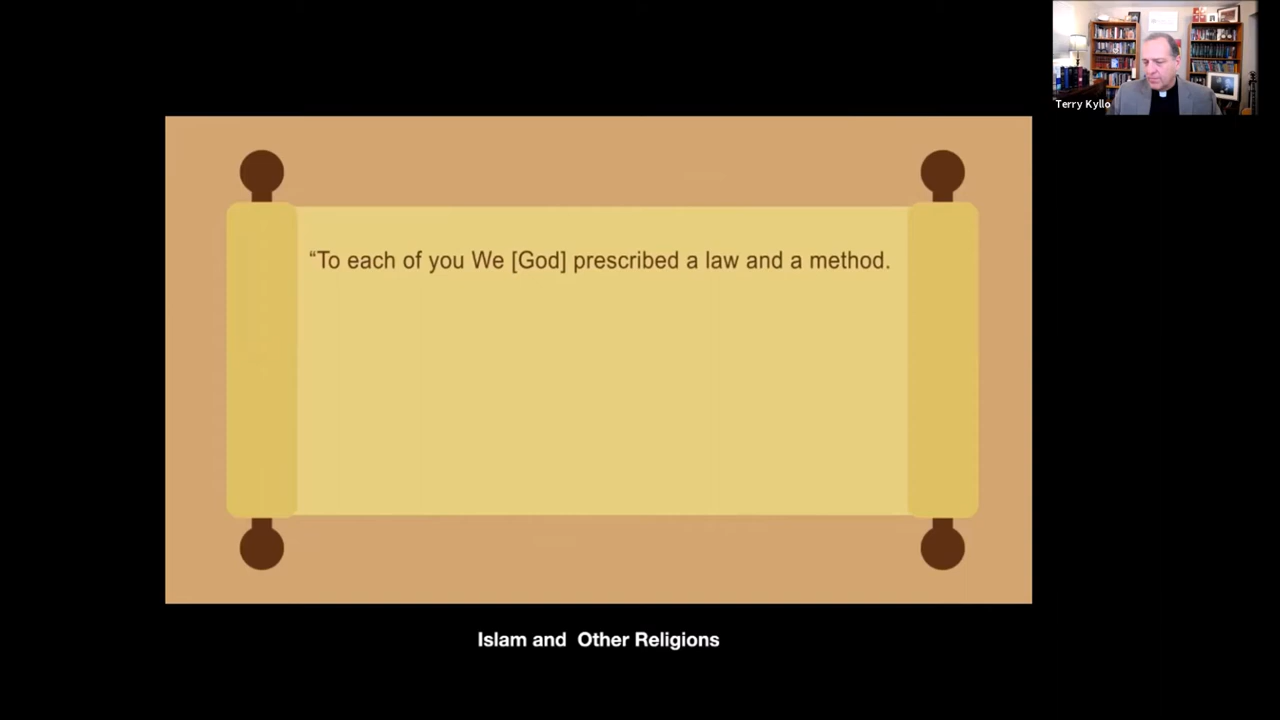 Terry Kyllo
“To each of you We [God] prescribed a law and a method.
Islam and  Other Religions